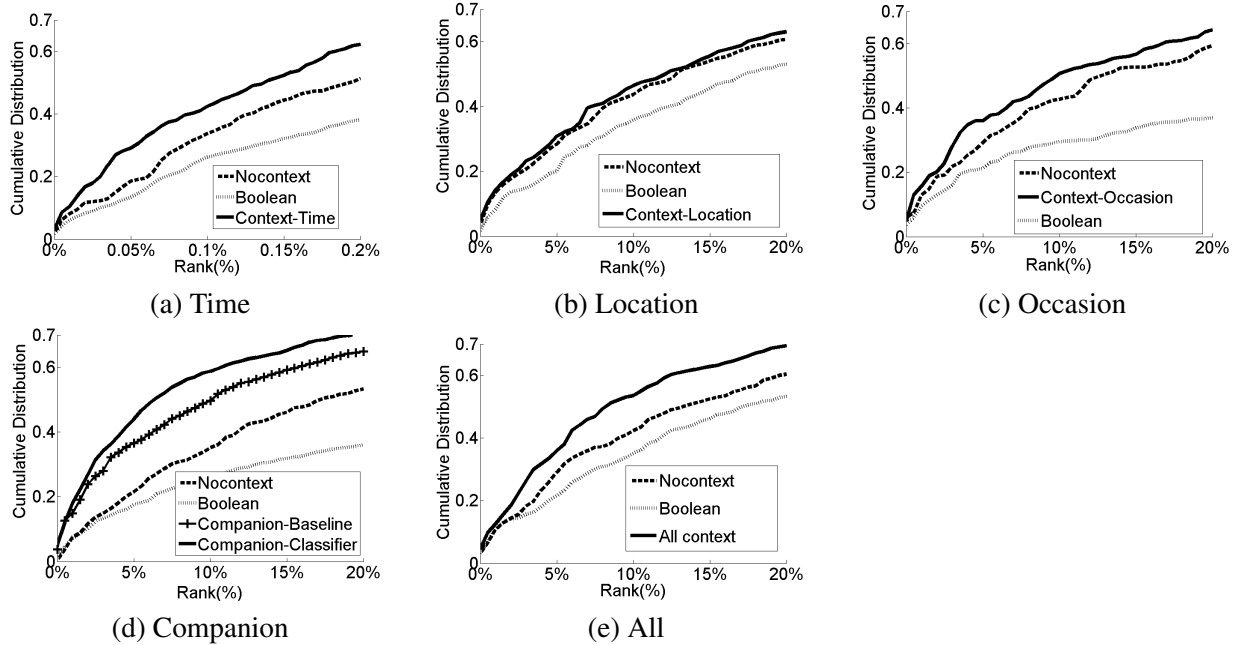 0.7
0.6
0.4
0.2
0
Cumulative Distribution
Nocontext
Boolean
Context-Time
0% 0.05% 0.1% 0.15% 0.2%
Rank(%)
(a) Time
0.7
0.6
0.4
0.2
0
Cumulative Distribution
Nocontext
Boolean
Context-Location
0% 5% 10% 15% 20%
Rank(%)
(b) Location
0.7
0.6
0.4
0.2
0
Cumulative Distribution
Nocontext
Context-Occasion
Boolean
0% 5% 10% 15% 20%
Rank(%)
(c) Occasion
0.7
0.6
0.4
0.2
0
Cumulative Distribution
Nocontext
Boolean
Companion-Baseline
Companion-Classifier
0% 5% 10% 15% 20%
Rank(%)
(d) Companion
0.7
0.6
0.4
0.2
0
Cumulative Distribution
Nocontext
Boolean
All context
0% 5% 10% 15% 20%
Rank(%)
(e) All